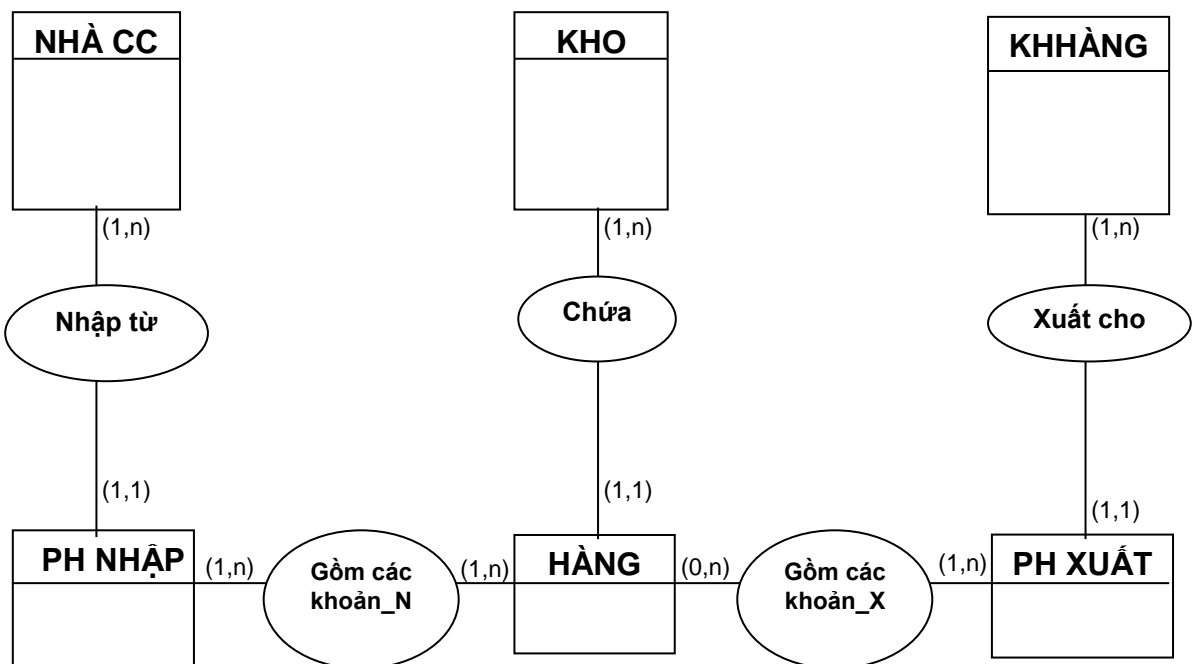 NHÀ CC
KHO
KHHÀNG
(1,n)
(1,n)
(1,n)
Nhập từ
Chứa
Xuất cho
(1,1)
(1,1)
(1,1)
PH NHẬP
(1,n)
Gồm các
khoản_N
(1,n)
HÀNG
(0,n)
Gồm các
khoản_X
(1,n)
PH XUẤT